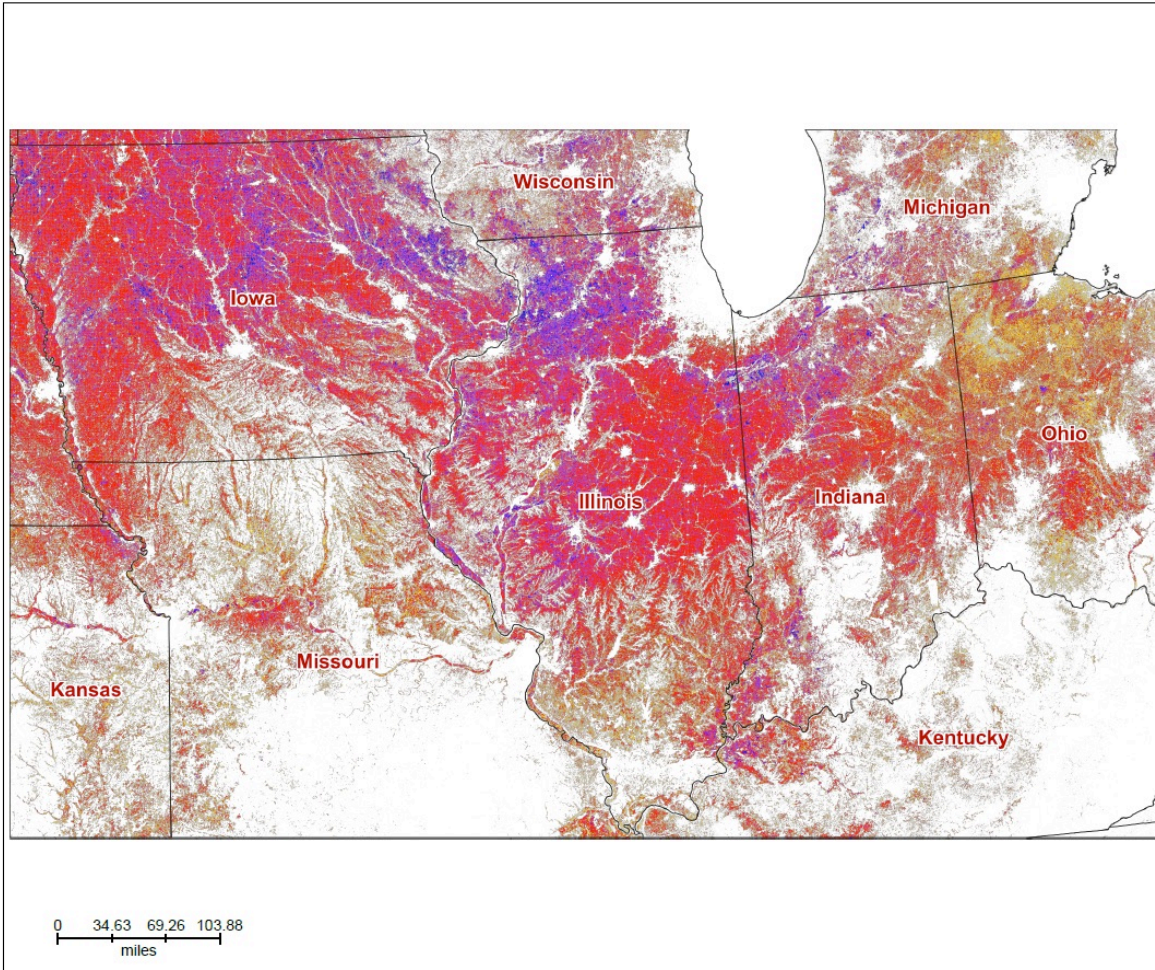 Wisconsin
Michigan
Iowa
Ohio
Illinois
Indiana
Missouri
Kansas
Kentucky
0 34.63 69.26 103.88
miles